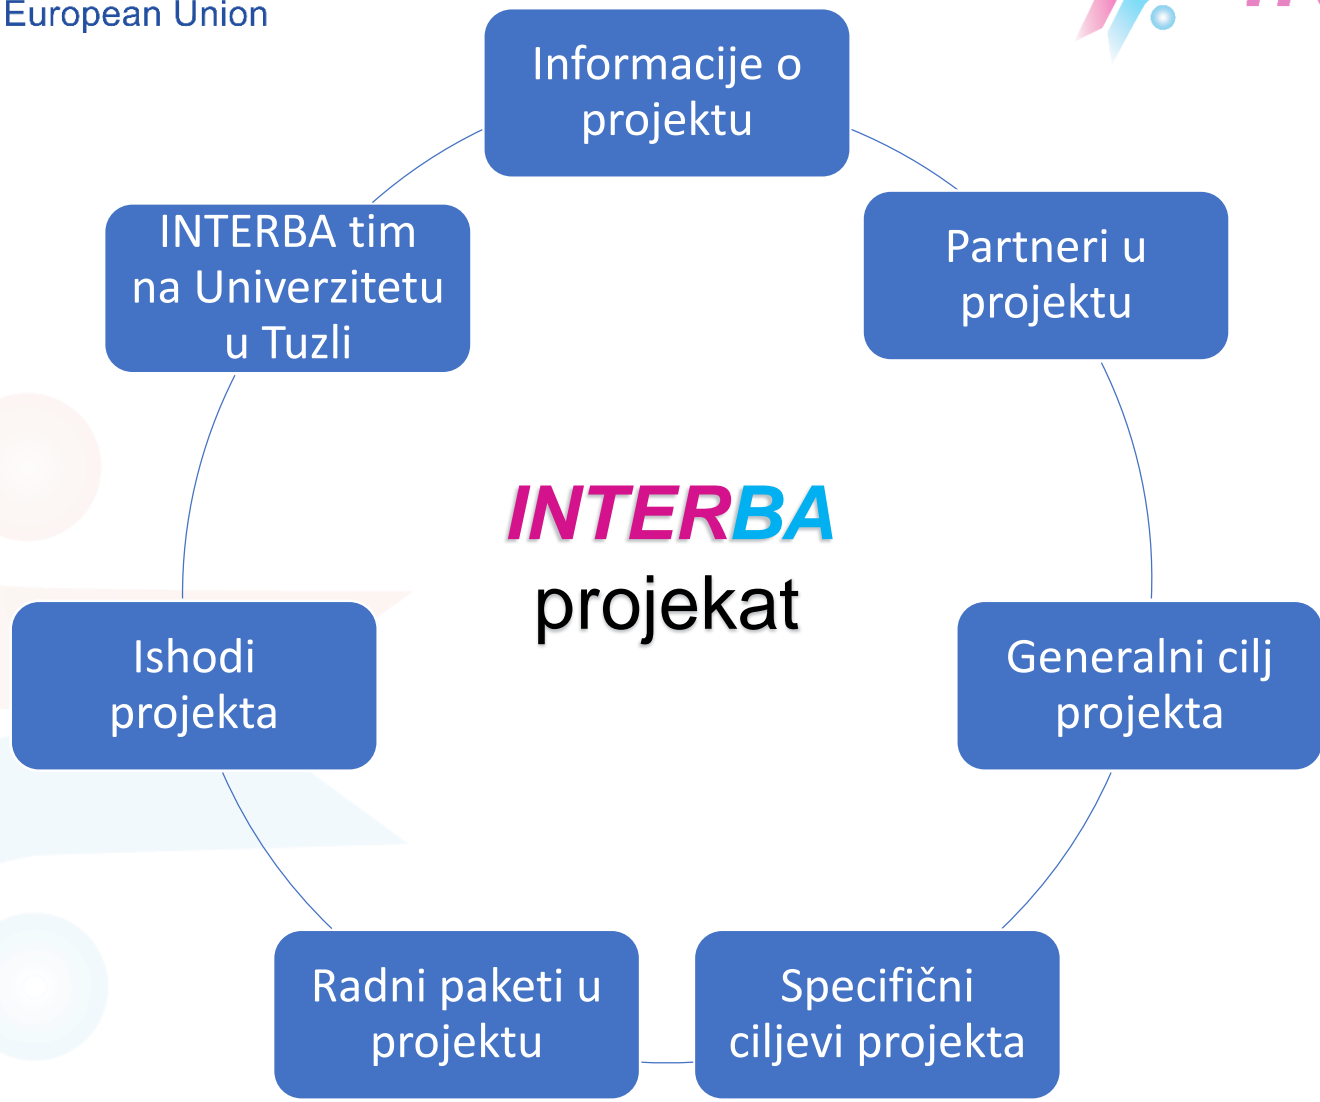 European Union
Informacije o
projektu
Partneri u
projektu
Generalni cilj
projekta
Specifični
ciljevi projekta
Radni paketi u
projektu
Ishodi
projekta
INTERBA tim
na Univerzitetu
u Tuzli
INTERBA
projekat